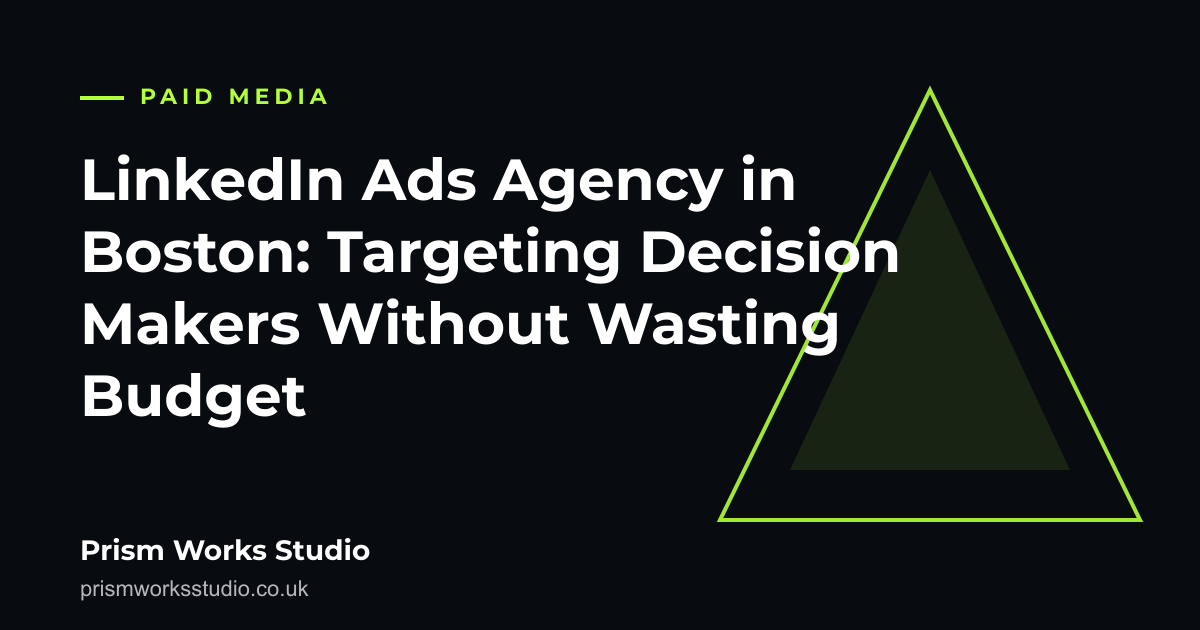 PAID MEDIA
LinkedIn Ads Agency in
Boston: Targeting Decision
Makers Without Wasting
Budget
Prism Works Studio
prismworksstudio.co.uk